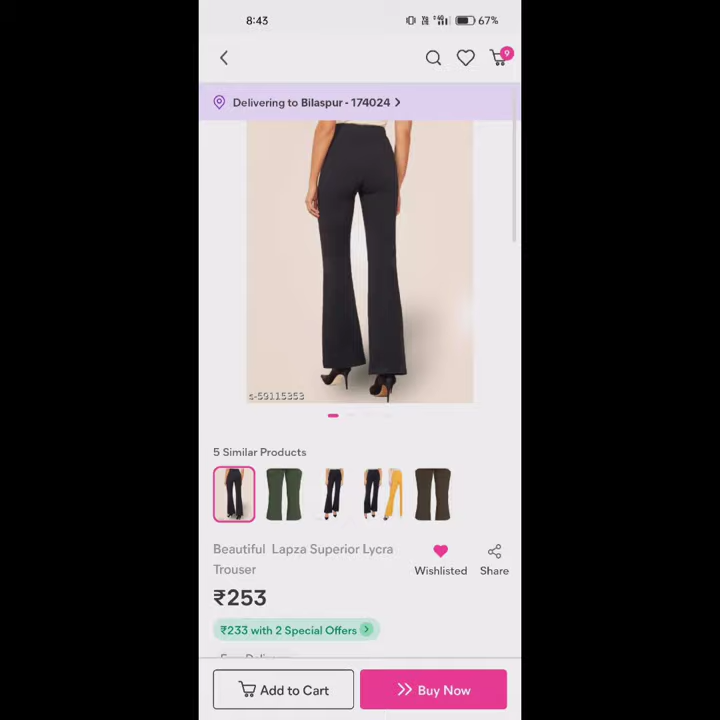 8:43
67%
9
Delivering to Bilaspur - 174024
s-59115353
5 Similar Products
Beautiful Lapza Superior Lycra
Trouser
Wishlisted
Share
₹253
₹233 with 2 Special Offers
Add to Cart
Buy Now